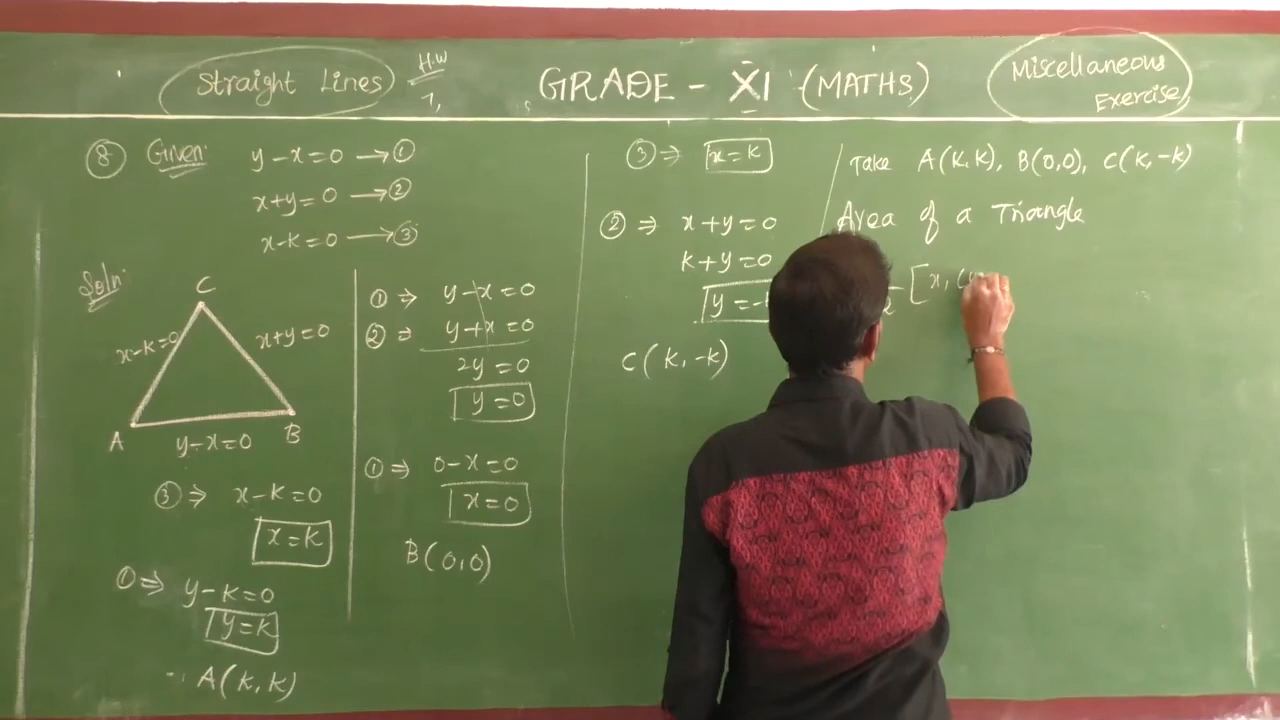 Straight Lines
H.W
7,
GRADE - XI (MATHS)
Miscellaneous
Exercise,
⑧ Given: y - x = 0 → ①
x + y = 0 → ②
x - k = 0 → ③
Soln:
C
x - k = 0
x + y = 0
A
y - x = 0
B
③ ⇒ x - k = 0
x = k
① ⇒ y - k = 0
y = k
∴ A(k, k)
① ⇒ y - x = 0
② ⇒ y + x = 0
2y = 0
y = 0
① ⇒ 0 - x = 0
x = 0
B(0, 0)
③ ⇒ x = k
② ⇒ x + y = 0
k + y = 0
y = -
C(k, -k)
Take A(k, k), B(0,0), C(k, -k)
Area of a Triangle
[x, (y